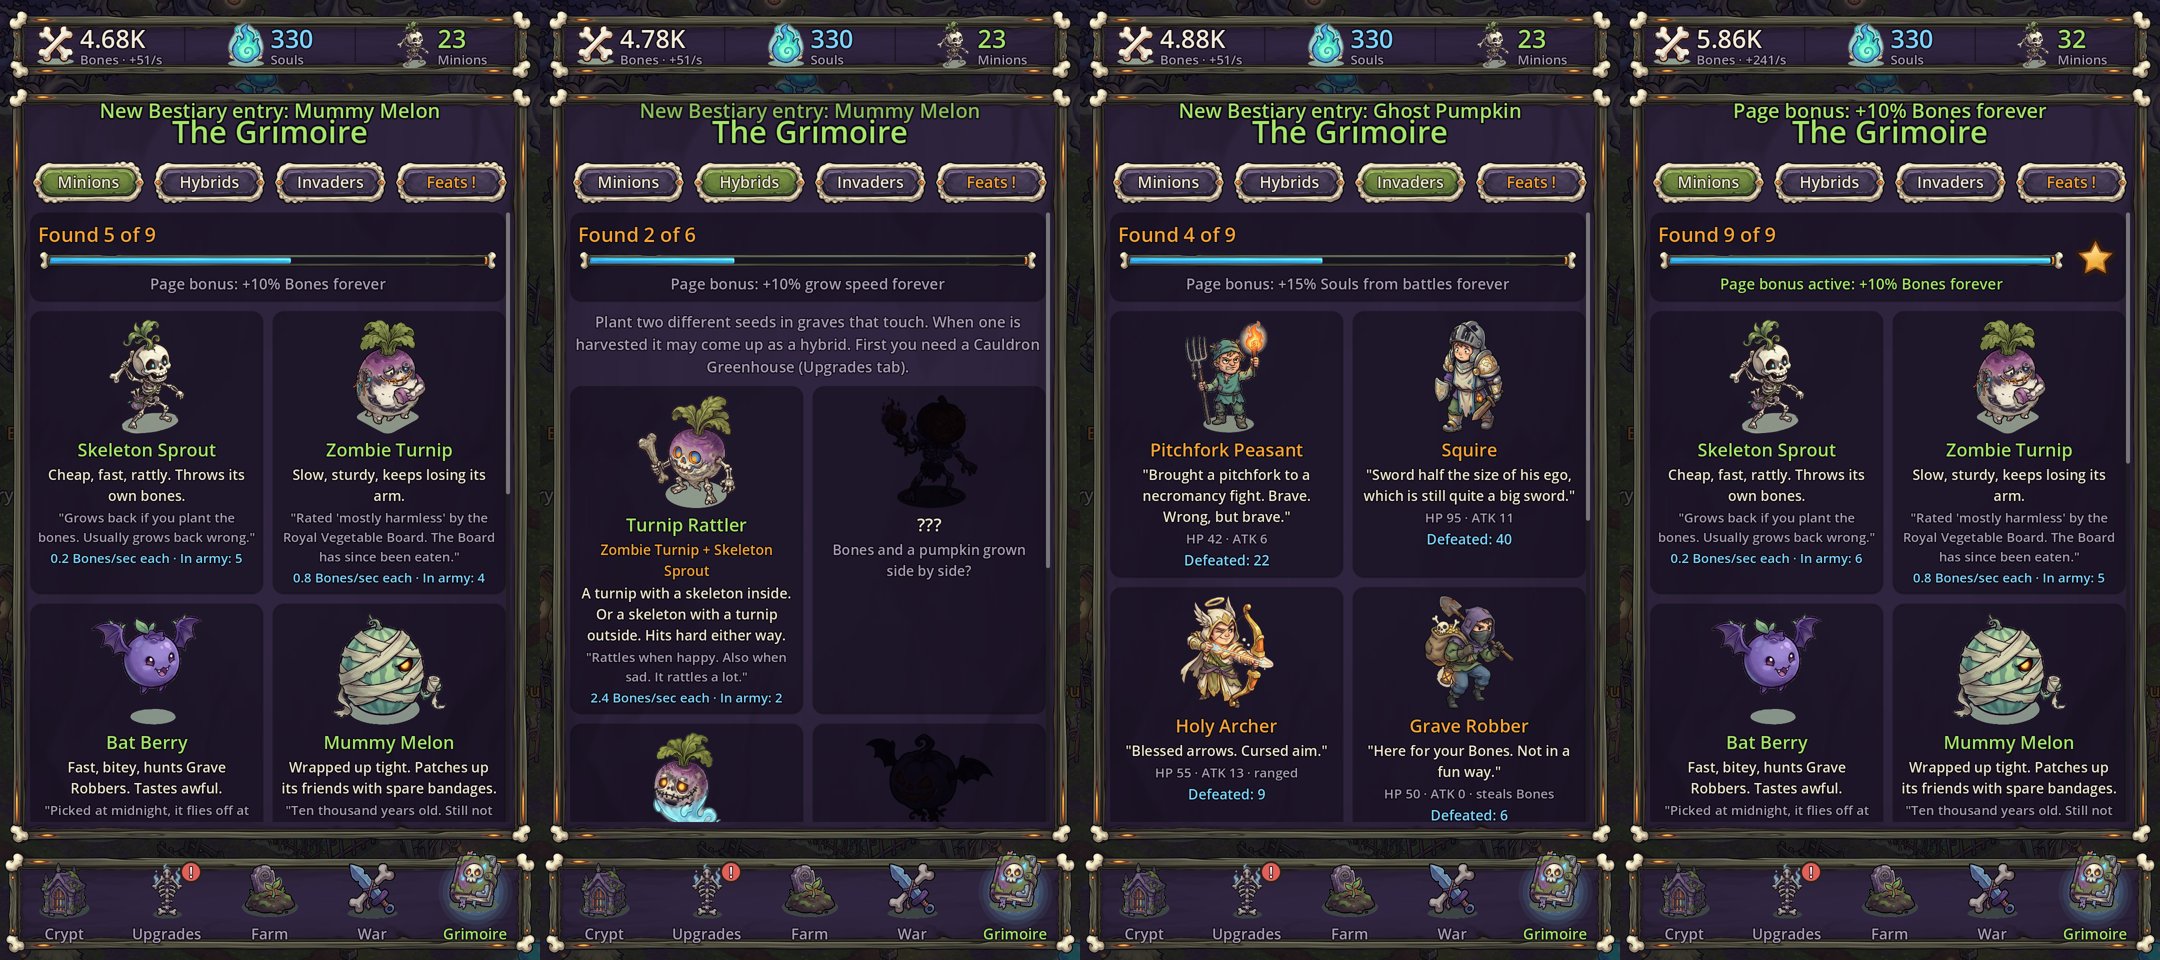 4.68K
Bones · +51/s
330
Souls
23
Minions
New Bestiary entry: Mummy Melon
The Grimoire
Minions
Hybrids
Invaders
Feats !
Found 5 of 9
Page bonus: +10% Bones forever
Skeleton Sprout
Cheap, fast, rattly. Throws its
own bones.
"Grows back if you plant the
bones. Usually grows back wrong."
0.2 Bones/sec each · In army: 5
Zombie Turnip
Slow, sturdy, keeps losing its
arm.
"Rated 'mostly harmless' by the
Royal Vegetable Board. The Board
has since been eaten."
0.8 Bones/sec each · In army: 4
Bat Berry
Fast, bitey, hunts Grave
Robbers. Tastes awful.
"Picked at midnight, it flies off at
Mummy Melon
Wrapped up tight. Patches up
its friends with spare bandages.
"Ten thousand years old. Still not
Crypt
!
Upgrades
Farm
War
Grimoire
4.78K
Bones · +51/s
330
Souls
23
Minions
New Bestiary entry: Mummy Melon
The Grimoire
Minions
Hybrids
Invaders
Feats !
Found 2 of 6
Page bonus: +10% grow speed forever
Plant two different seeds in graves that touch. When one is
harvested it may come up as a hybrid. First you need a Cauldron
Greenhouse (Upgrades tab).
Turnip Rattler
Zombie Turnip + Skeleton
Sprout
A turnip with a skeleton inside.
Or a skeleton with a turnip
outside. Hits hard either way.
"Rattles when happy. Also when
sad. It rattles a lot."
2.4 Bones/sec each · In army: 2
???
Bones and a pumpkin grown
side by side?
Crypt
!
Upgrades
Farm
War
Grimoire
4.88K
Bones · +51/s
330
Souls
23
Minions
New Bestiary entry: Ghost Pumpkin
The Grimoire
Minions
Hybrids
Invaders
Feats !
Found 4 of 9
Page bonus: +15% Souls from battles forever
Pitchfork Peasant
"Brought a pitchfork to a
necromancy fight. Brave.
Wrong, but brave."
HP 42 · ATK 6
Defeated: 22
Squire
"Sword half the size of his ego,
which is still quite a big sword."
HP 95 · ATK 11
Defeated: 40
Holy Archer
"Blessed arrows. Cursed aim."
HP 55 · ATK 13 · ranged
Defeated: 9
Grave Robber
"Here for your Bones. Not in a
fun way."
HP 50 · ATK 0 · steals Bones
Defeated: 6
Crypt
!
Upgrades
Farm
War
Grimoire
5.86K
Bones · +241/s
330
Souls
32
Minions
Page bonus: +10% Bones forever
The Grimoire
Minions
Hybrids
Invaders
Feats !
Found 9 of 9
Page bonus active: +10% Bones forever
Skeleton Sprout
Cheap, fast, rattly. Throws its
own bones.
"Grows back if you plant the
bones. Usually grows back wrong."
0.2 Bones/sec each · In army: 6
Zombie Turnip
Slow, sturdy, keeps losing its
arm.
"Rated 'mostly harmless' by the
Royal Vegetable Board. The Board
has since been eaten."
0.8 Bones/sec each · In army: 5
Bat Berry
Fast, bitey, hunts Grave
Robbers. Tastes awful.
"Picked at midnight, it flies off at
Mummy Melon
Wrapped up tight. Patches up
its friends with spare bandages.
"Ten thousand years old. Still not
Crypt
!
Upgrades
Farm
War
Grimoire